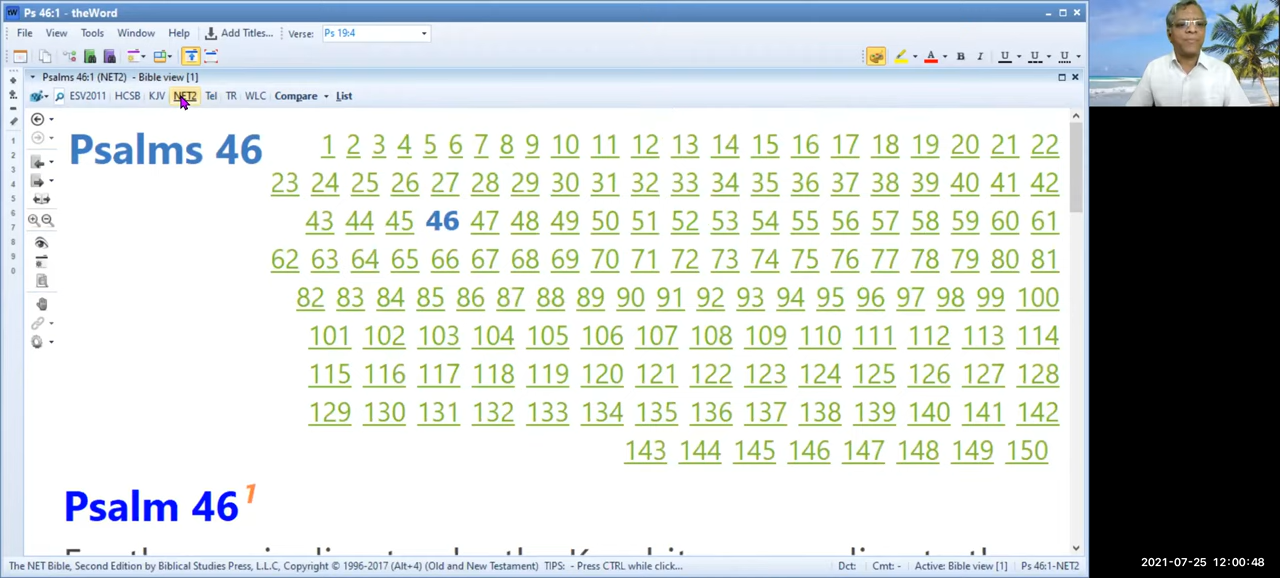 Ps 46:1 - theWord
File View Tools Window Help Add Titles... Verse: Ps 19:4
A B I U U U
Psalms 46:1 (NET2) - Bible view [1]
ESV2011 HCSB KJV NET2 Tel TR WLC Compare List
Psalms 46 1 2 3 4 5 6 7 8 9 10 11 12 13 14 15 16 17 18 19 20 21 22
23 24 25 26 27 28 29 30 31 32 33 34 35 36 37 38 39 40 41 42
43 44 45 46 47 48 49 50 51 52 53 54 55 56 57 58 59 60 61
62 63 64 65 66 67 68 69 70 71 72 73 74 75 76 77 78 79 80 81
82 83 84 85 86 87 88 89 90 91 92 93 94 95 96 97 98 99 100
101 102 103 104 105 106 107 108 109 110 111 112 113 114
115 116 117 118 119 120 121 122 123 124 125 126 127 128
129 130 131 132 133 134 135 136 137 138 139 140 141 142
143 144 145 146 147 148 149 150
1
2
3
4
5
6
7
8
9
0
Psalm 46 1
The NET Bible, Second Edition by Biblical Studies Press, L.L.C, Copyright © 1996-2017 (Alt+4) (Old and New Testament) TIPS: - Press CTRL while click... Dct: Cmt: - Active: Bible view [1] Ps 46:1-NET2
2021-07-25 12:00:48